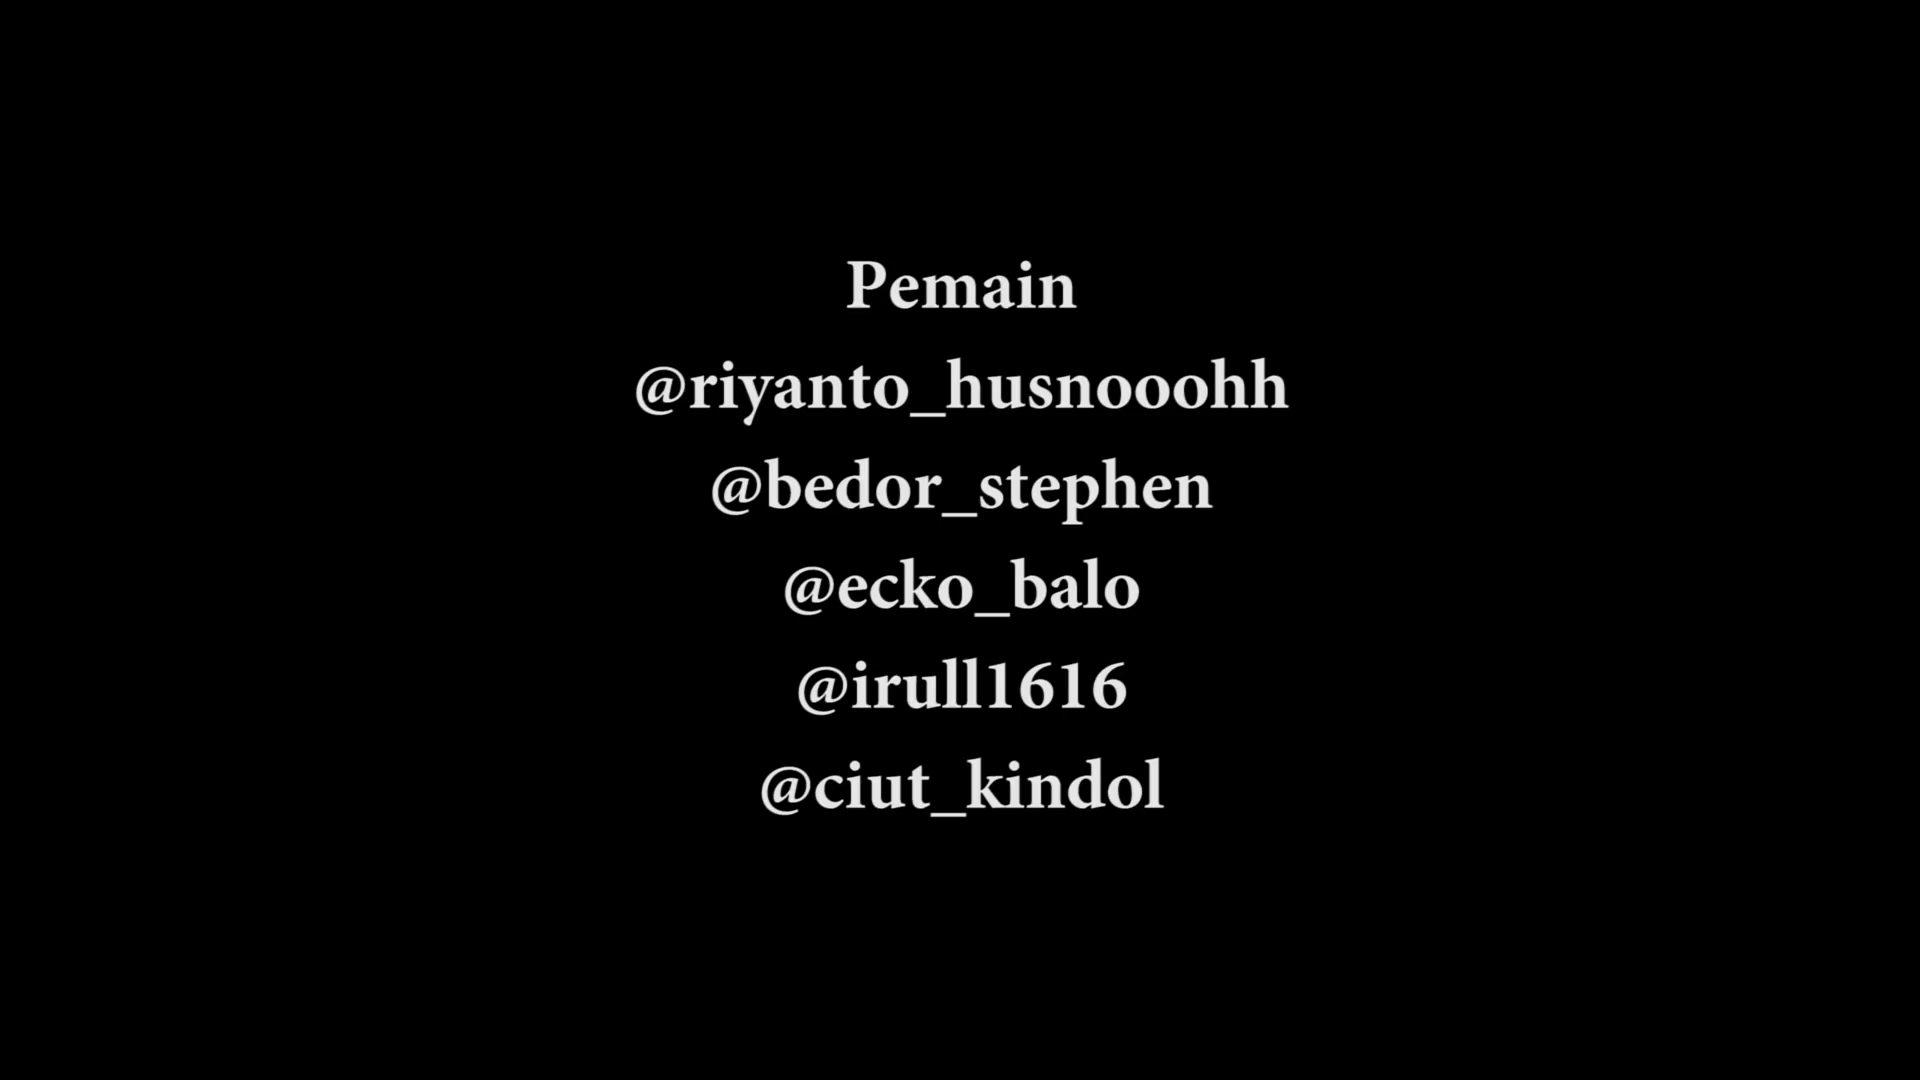 Pemain
@riyanto_husnooohh
@bedor_stephen
@ecko_balo
@irull1616
@ciut_kindol